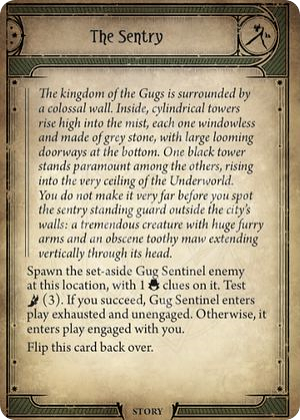 The Sentry
The kingdom of the Gugs is surrounded by
a colossal wall. Inside, cylindrical towers
rise high into the mist, each one windowless
and made of grey stone, with large looming
doorways at the bottom. One black tower
stands paramount among the others, rising
into the very ceiling of the Underworld.
You do not make it very far before you spot
the sentry standing guard outside the city's
walls: a tremendous creature with huge furry
arms and an obscene toothy maw extending
vertically through its head.
Spawn the set-aside Gug Sentinel enemy
at this location, with 1 clues on it. Test
(3). If you succeed, Gug Sentinel enters
play exhausted and unengaged. Otherwise, it
enters play engaged with you.
Flip this card back over.
STORY